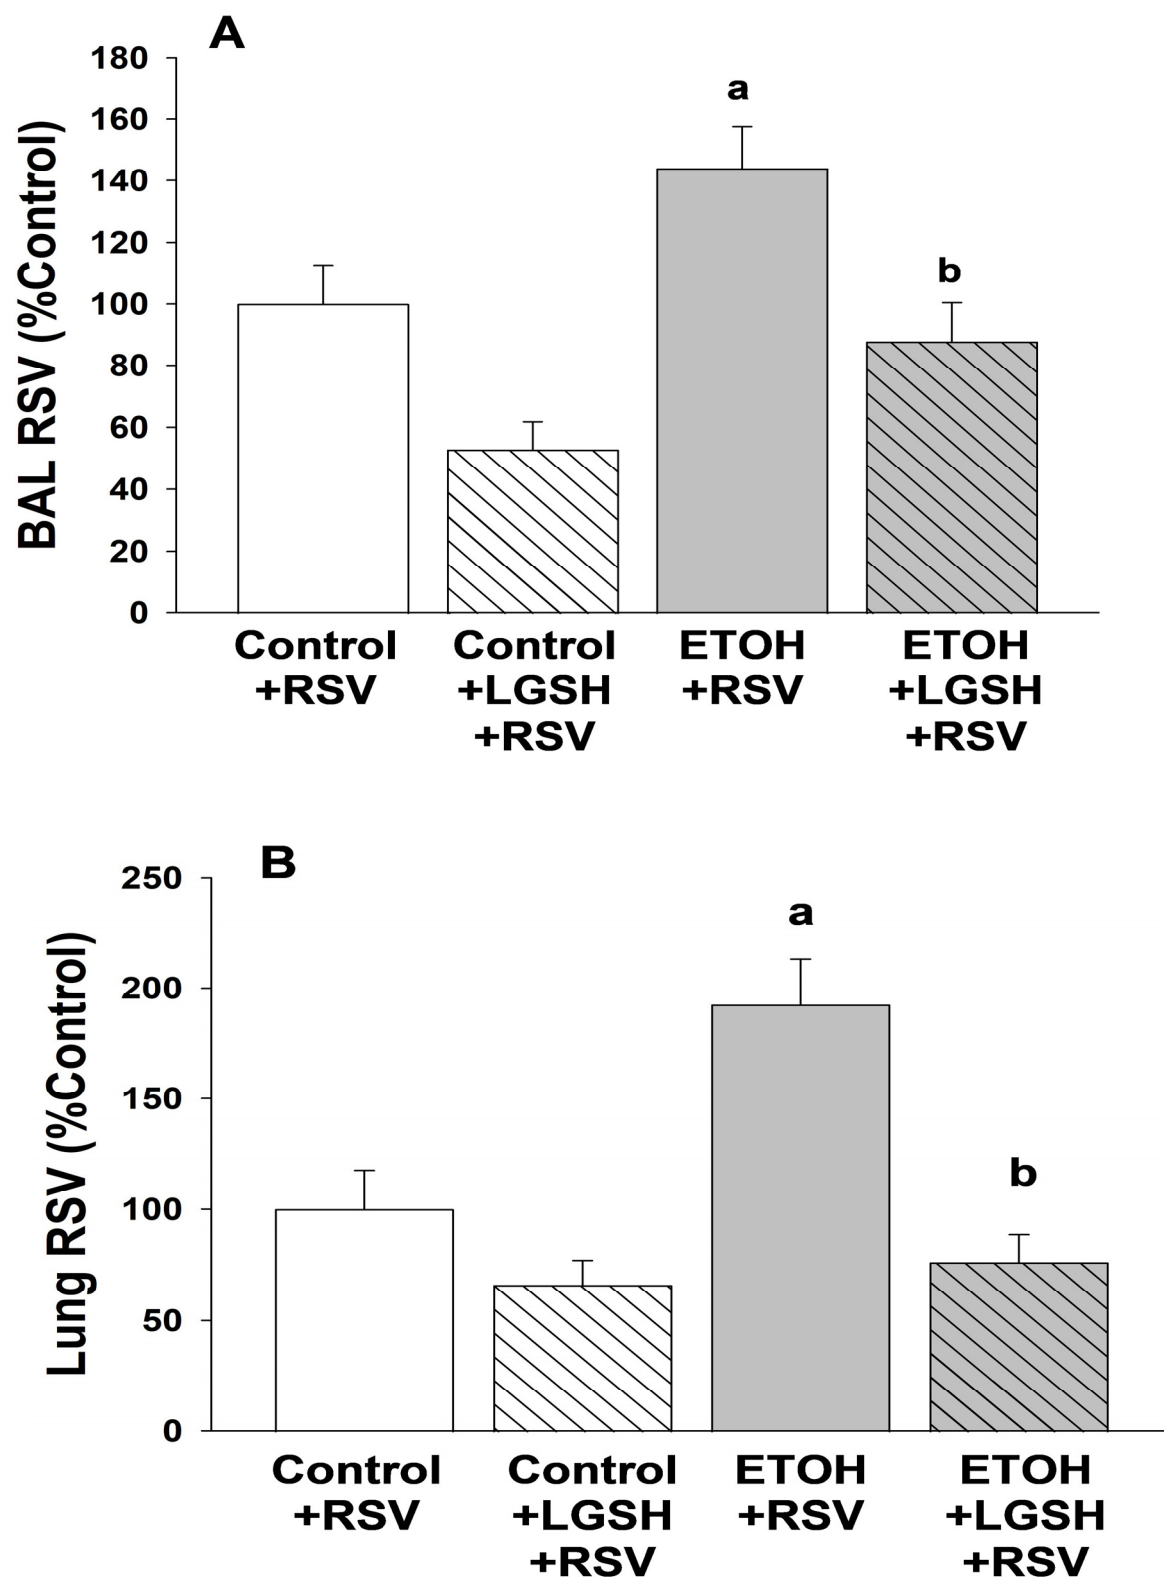 A
180
160
140
120
100
80
60
40
20
0
BAL RSV (%Control)
a
b
Control
+RSV
Control
+LGSH
+RSV
ETOH
+RSV
ETOH
+LGSH
+RSV
B
250
200
150
100
50
0
Lung RSV (%Control)
a
b
Control
+RSV
Control
+LGSH
+RSV
ETOH
+RSV
ETOH
+LGSH
+RSV